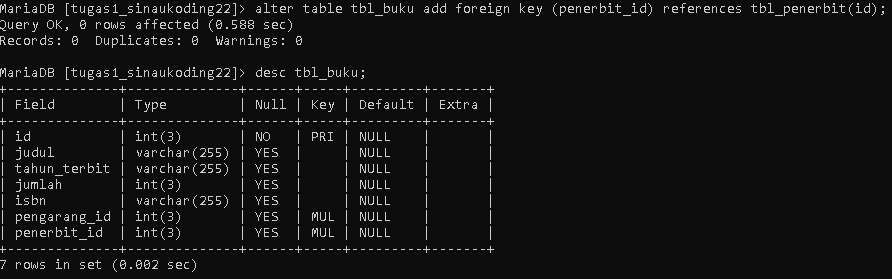 MariaDB [tugas1_sinaukoding22]> alter table tbl_buku add foreign key (penerbit_id) references tbl_penerbit(id);
Query OK, 0 rows affected (0.588 sec)
Records: 0  Duplicates: 0  Warnings: 0

MariaDB [tugas1_sinaukoding22]> desc tbl_buku;
+--------------+--------------+------+-----+---------+-------+
| Field        | Type         | Null | Key | Default | Extra |
+--------------+--------------+------+-----+---------+-------+
| id           | int(3)       | NO   | PRI | NULL    |       |
| judul        | varchar(255) | YES  |     | NULL    |       |
| tahun_terbit | varchar(255) | YES  |     | NULL    |       |
| jumlah       | int(3)       | YES  |     | NULL    |       |
| isbn         | varchar(255) | YES  |     | NULL    |       |
| pengarang_id | int(3)       | YES  | MUL | NULL    |       |
| penerbit_id  | int(3)       | YES  | MUL | NULL    |       |
+--------------+--------------+------+-----+---------+-------+
7 rows in set (0.002 sec)